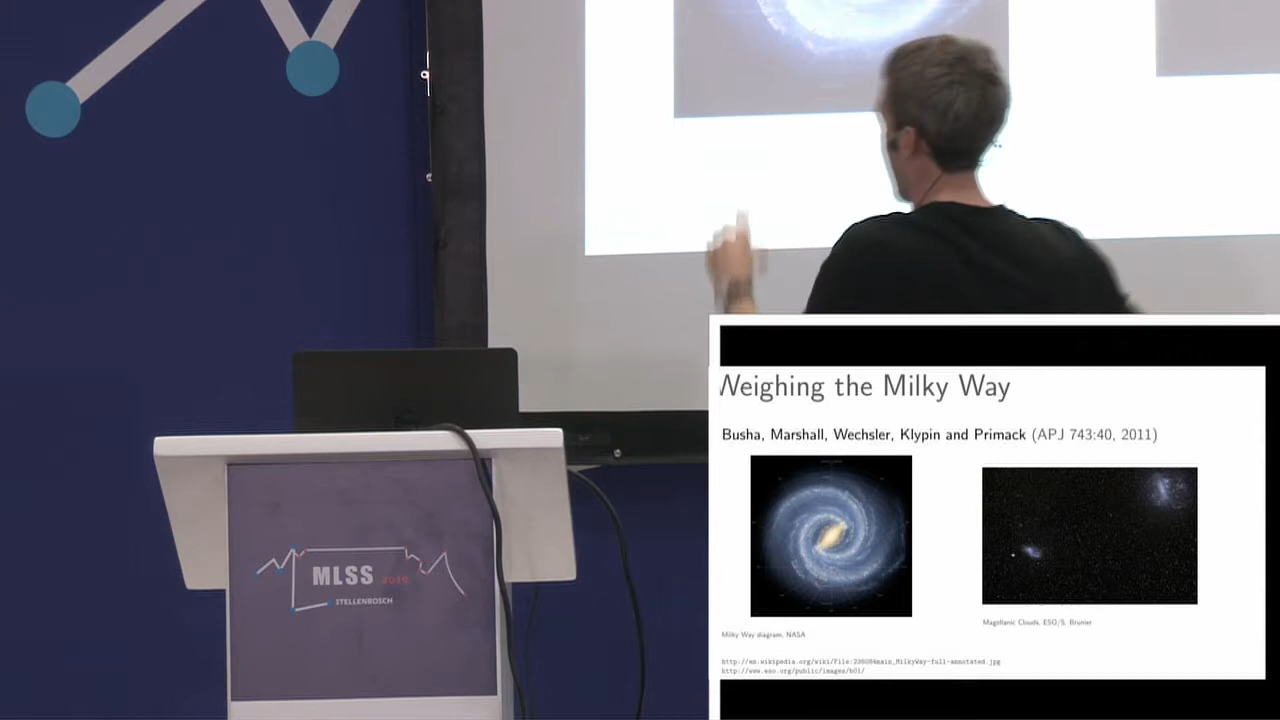 Weighing the Milky Way
Busha, Marshall, Wechsler, Klypin and Primack (APJ 743:40, 2011)
Magellanic Clouds, ESO/S. Brunier
Milky Way diagram, NASA
http://en.wikipedia.org/wiki/File:236084main_MilkyWay-full-annotated.jpg
http://www.eso.org/public/images/b01/
MLSS 2019
STELLENBOSCH